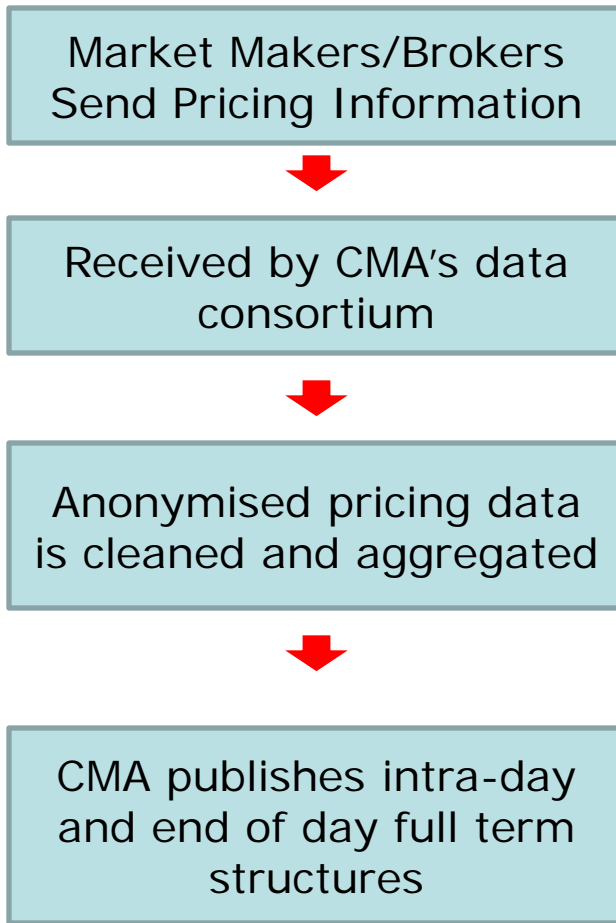 Market Makers/Brokers
Send Pricing Information
Received by CMA's data
consortium
Anonymised pricing data
is cleaned and aggregated
CMA publishes intra-day
and end of day full term
structures